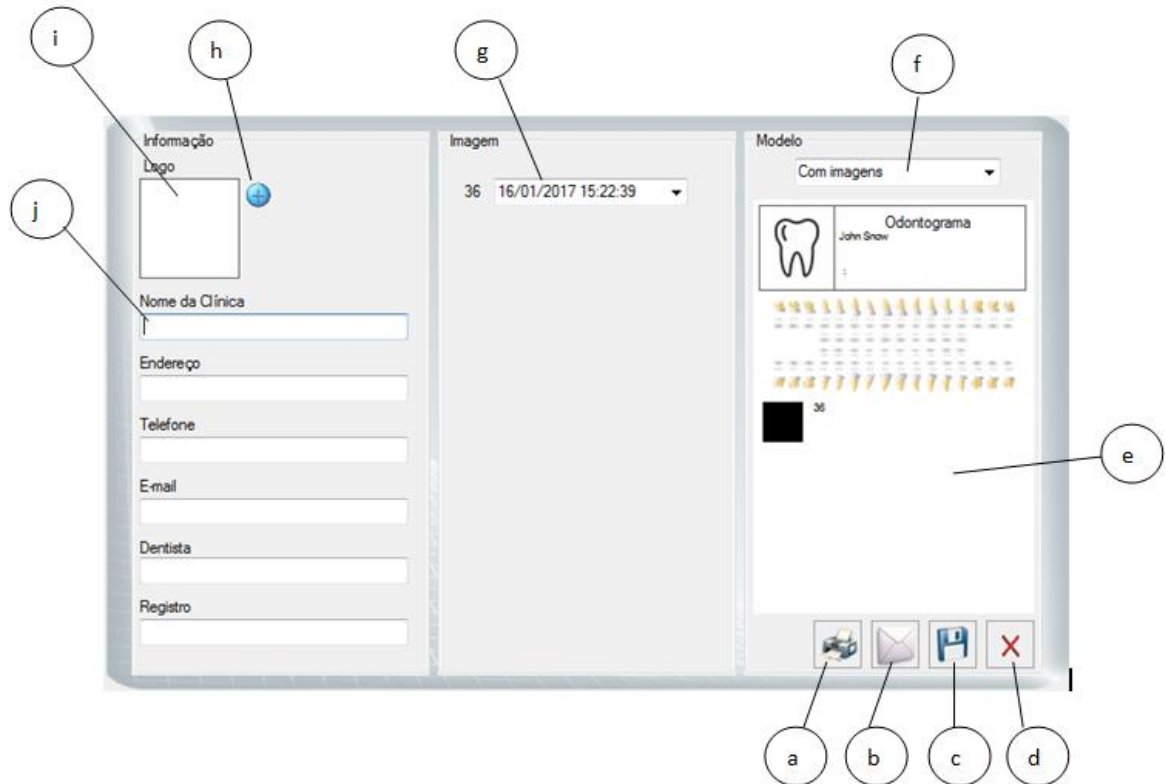 i
h
g
f
j
e
Informação
Logo
Nome da Clínica
Endereço
Telefone
E-mail
Dentista
Registro
Imagem
36 16/01/2017 15:22:39
Modelo
Com imagens
Odontograma
John Snow
:
36
a
b
c
d